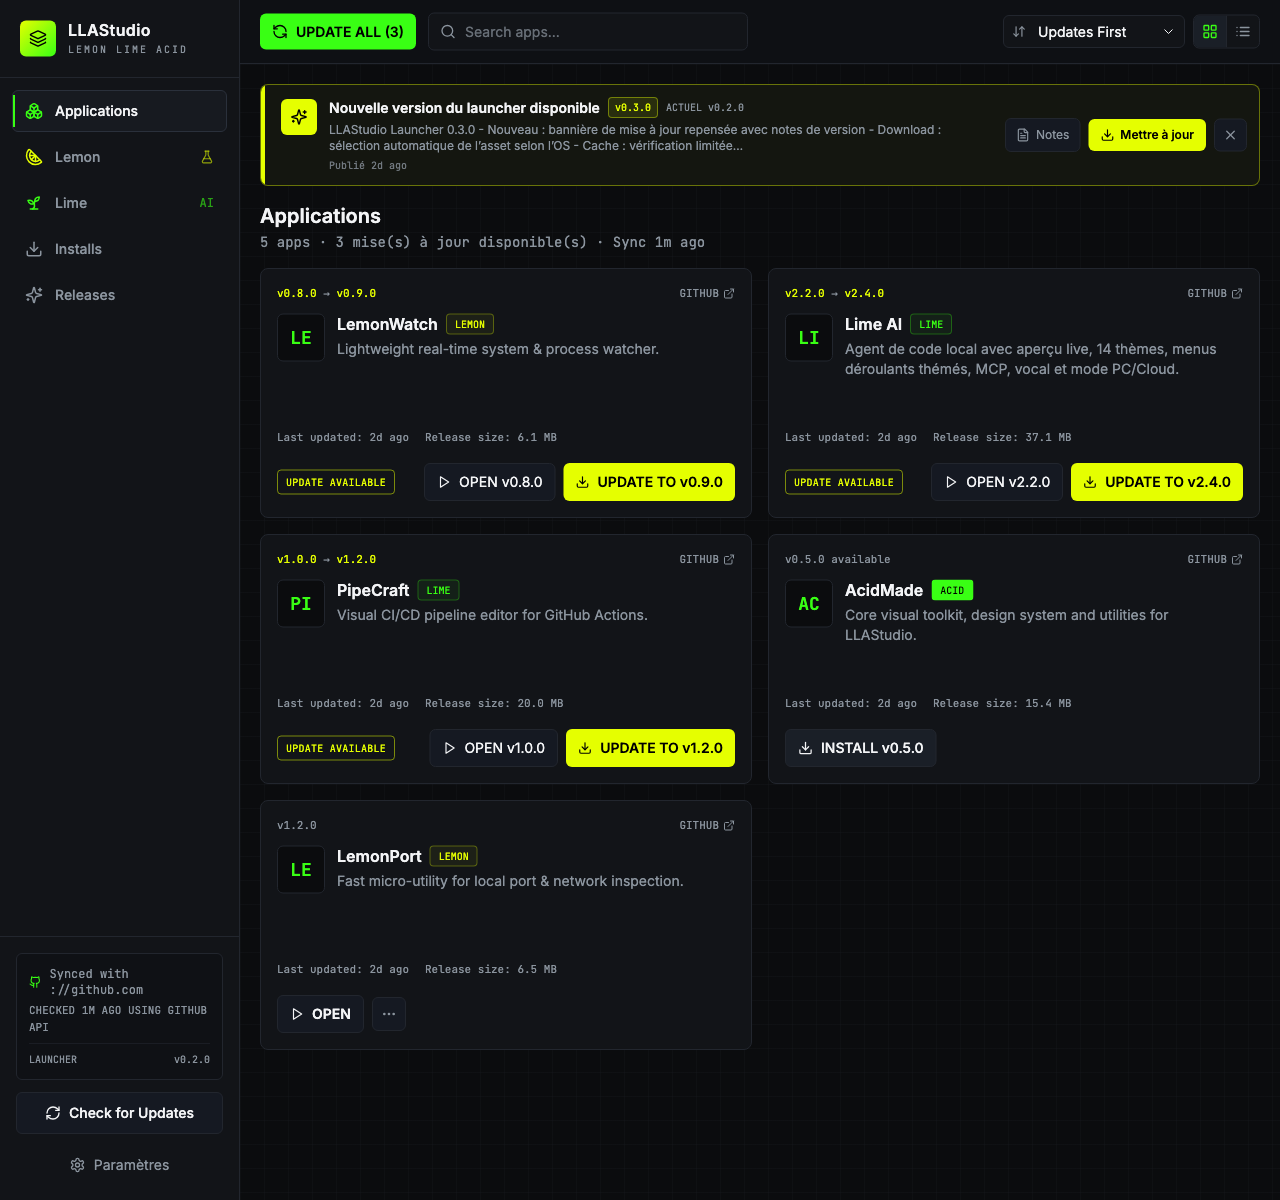 LLAStudio
LEMON LIME ACID
Applications
Lemon
Lime AI
Installs
Releases
Synced with
://github.com
CHECKED 1M AGO USING GITHUB
API
LAUNCHER v0.2.0
Check for Updates
Paramètres
UPDATE ALL (3)
Search apps...
Updates First
Nouvelle version du launcher disponible v0.3.0 ACTUEL v0.2.0
LLAStudio Launcher 0.3.0 - Nouveau : bannière de mise à jour repensée avec notes de version - Download :
sélection automatique de l’asset selon l’OS - Cache : vérification limitée…
Publié 2d ago
Notes
Mettre à jour
Applications
5 apps · 3 mise(s) à jour disponible(s) · Sync 1m ago
v0.8.0 → v0.9.0 GITHUB
LE
LemonWatch LEMON
Lightweight real-time system & process watcher.
Last updated: 2d ago Release size: 6.1 MB
UPDATE AVAILABLE OPEN v0.8.0 UPDATE TO v0.9.0
v2.2.0 → v2.4.0 GITHUB
LI
Lime AI LIME
Agent de code local avec aperçu live, 14 thèmes, menus
déroulants thémés, MCP, vocal et mode PC/Cloud.
Last updated: 2d ago Release size: 37.1 MB
UPDATE AVAILABLE OPEN v2.2.0 UPDATE TO v2.4.0
v1.0.0 → v1.2.0 GITHUB
PI
PipeCraft LIME
Visual CI/CD pipeline editor for GitHub Actions.
Last updated: 2d ago Release size: 20.0 MB
UPDATE AVAILABLE OPEN v1.0.0 UPDATE TO v1.2.0
v0.5.0 available GITHUB
AC
AcidMade ACID
Core visual toolkit, design system and utilities for
LLAStudio.
Last updated: 2d ago Release size: 15.4 MB
INSTALL v0.5.0
v1.2.0 GITHUB
LE
LemonPort LEMON
Fast micro-utility for local port & network inspection.
Last updated: 2d ago Release size: 6.5 MB
OPEN